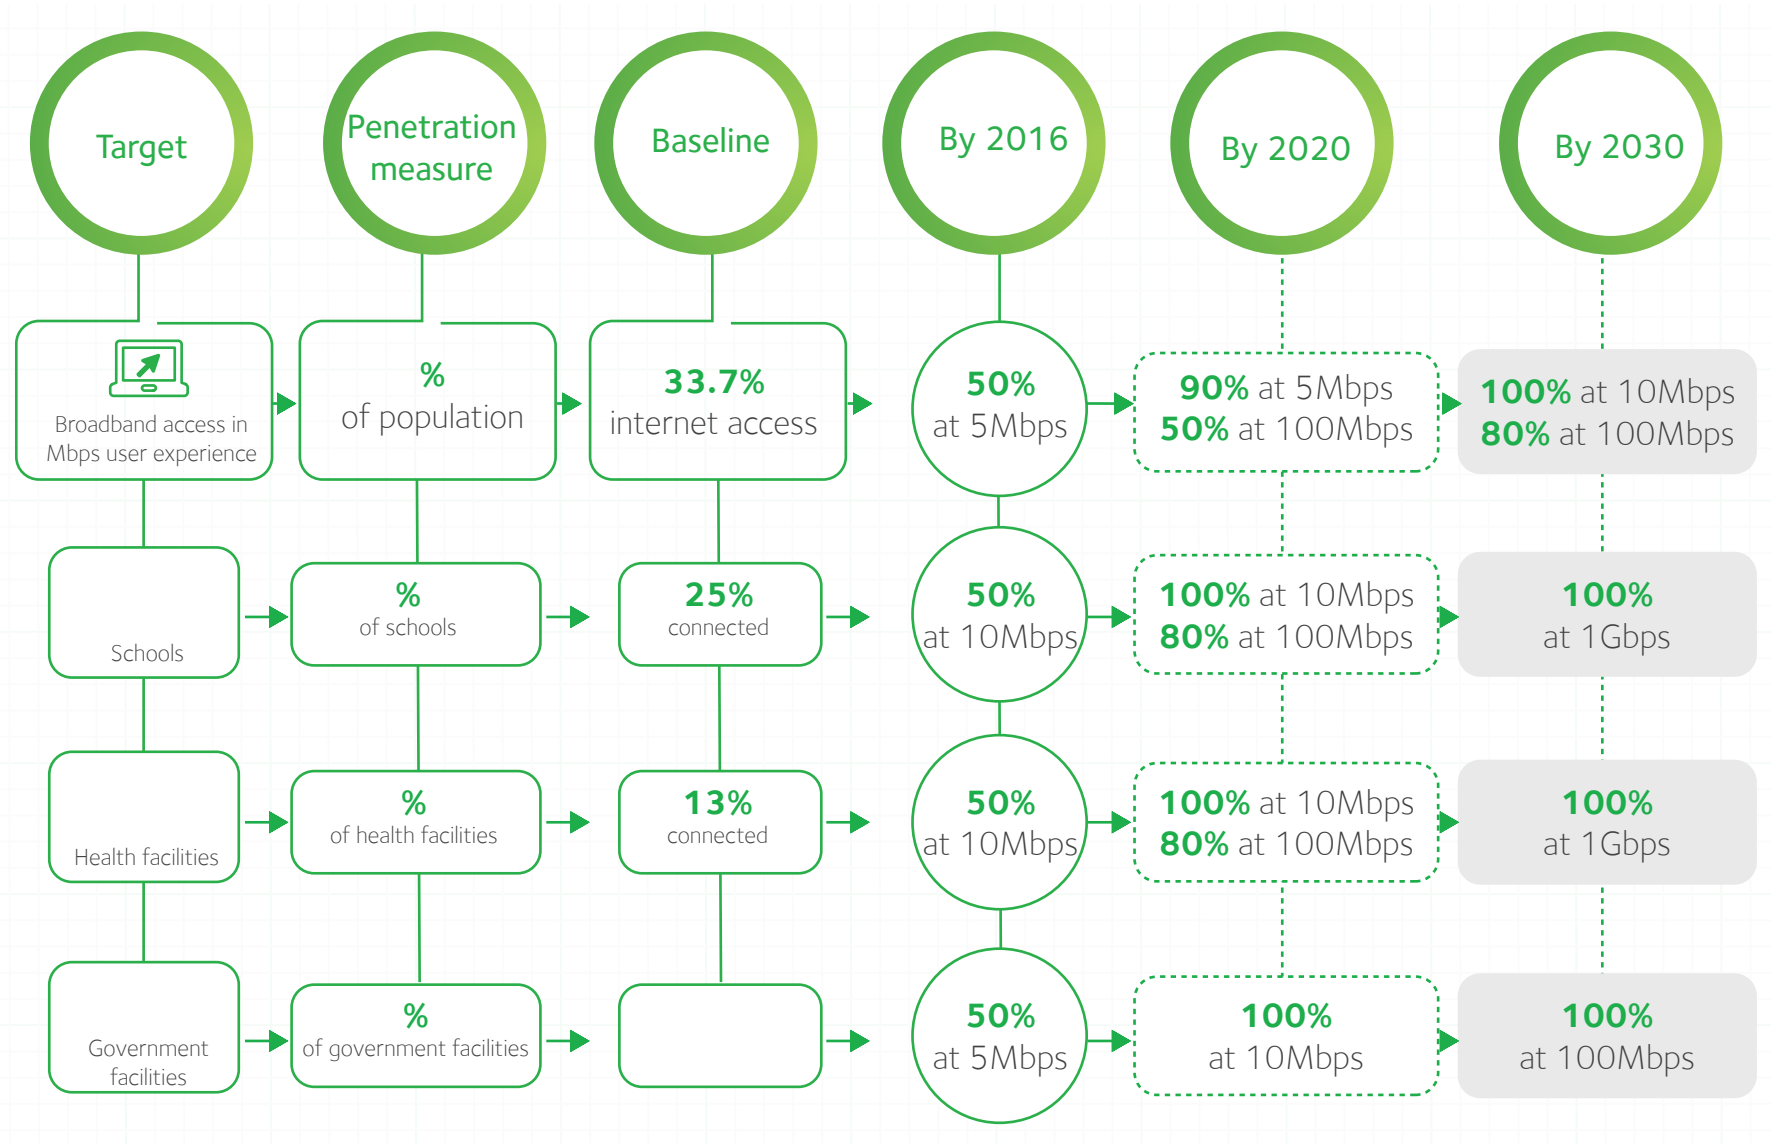 Target
Penetration
measure
Baseline
By 2016
By 2020
By 2030
Broadband access in
Mbps user experience
%
of population
33.7%
internet access
50%
at 5Mbps
90% at 5Mbps
50% at 100Mbps
100% at 10Mbps
80% at 100Mbps
Schools
%
of schools
25%
connected
50%
at 10Mbps
100% at 10Mbps
80% at 100Mbps
100%
at 1Gbps
Health facilities
%
of health facilities
13%
connected
50%
at 10Mbps
100% at 10Mbps
80% at 100Mbps
100%
at 1Gbps
Government
facilities
%
of government facilities
50%
at 5Mbps
100%
at 10Mbps
100%
at 100Mbps